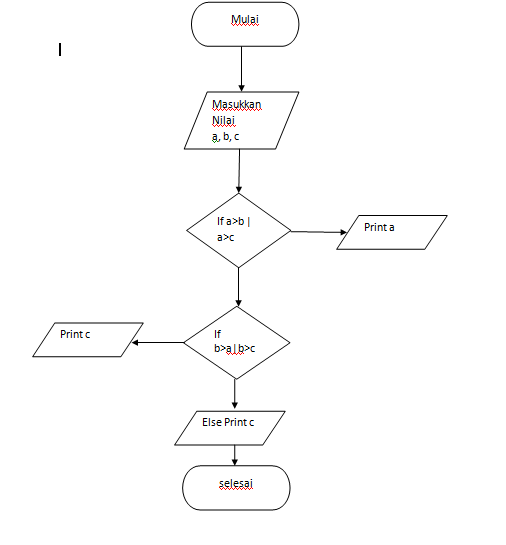 Mulai
Masukkan
Nilai
a, b, c
If a>b |
a>c
Print a
If
b>a|b>c
Print c
Else Print c
selesai